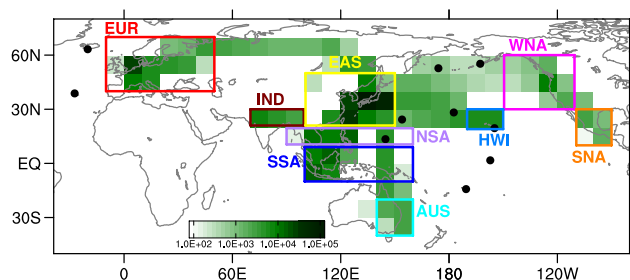 EUR
WNA
60N
EAS
IND
30N
NSA
HWI
SSA
SNA
EQ
AUS
30S
1.0E+02 1.0E+03 1.0E+04 1.0E+05
0 60E 120E 180 120W